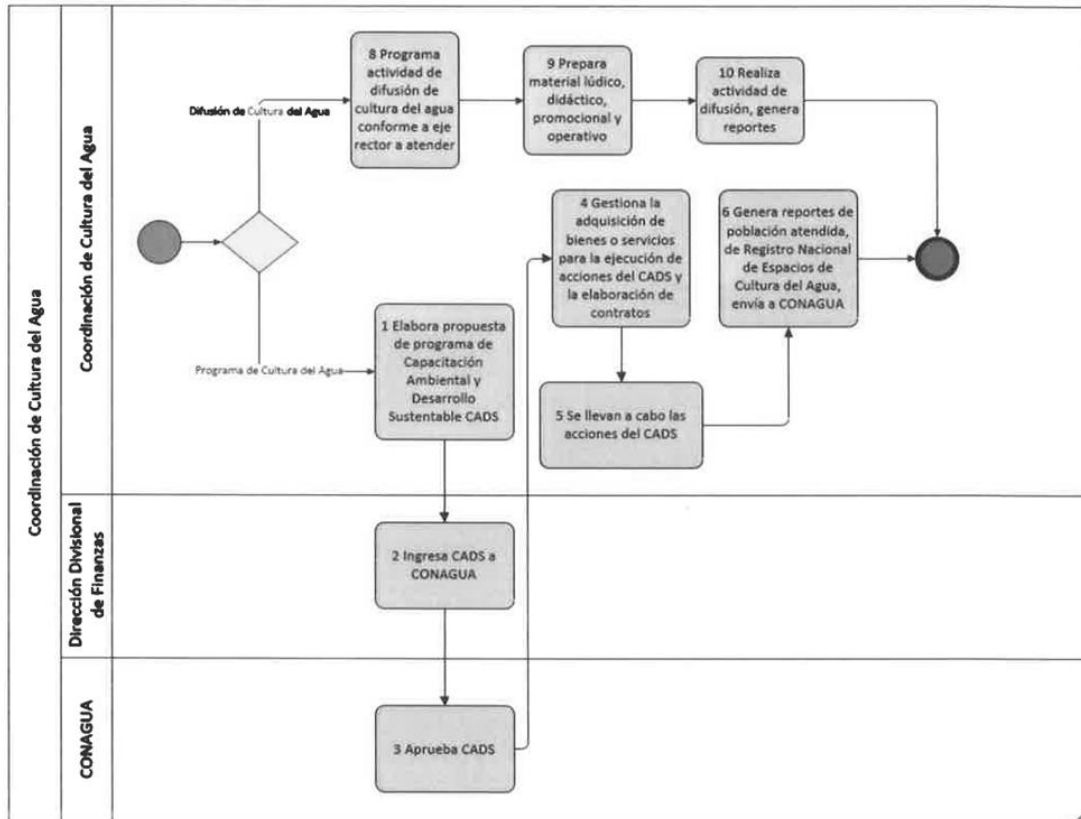 Coordinación de Cultura del Agua
Coordinación de Cultura del Agua
Difusión de Cultura del Agua
8 Programa
actividad de
difusión de
cultura del agua
conforme a eje
rector a atender
9 Prepara
material lúdico,
didáctico,
promocional y
operativo
10 Realiza
actividad de
difusión, genera
reportes
Programa de Cultura del Agua
1 Elabora propuesta
de programa de
Capacitación
Ambiental y
Desarrollo
Sustentable CADS
4 Gestiona la
adquisición de
bienes o servicios
para la ejecución de
acciones del CADS y
la elaboración de
contratos
5 Se llevan a cabo las
acciones del CADS
6 Genera reportes de
población atendida,
de Registro Nacional
de Espacios de
Cultura del Agua,
envía a CONAGUA
Dirección Divisional
de Finanzas
2 Ingresa CADS a
CONAGUA
CONAGUA
3 Aprueba CADS